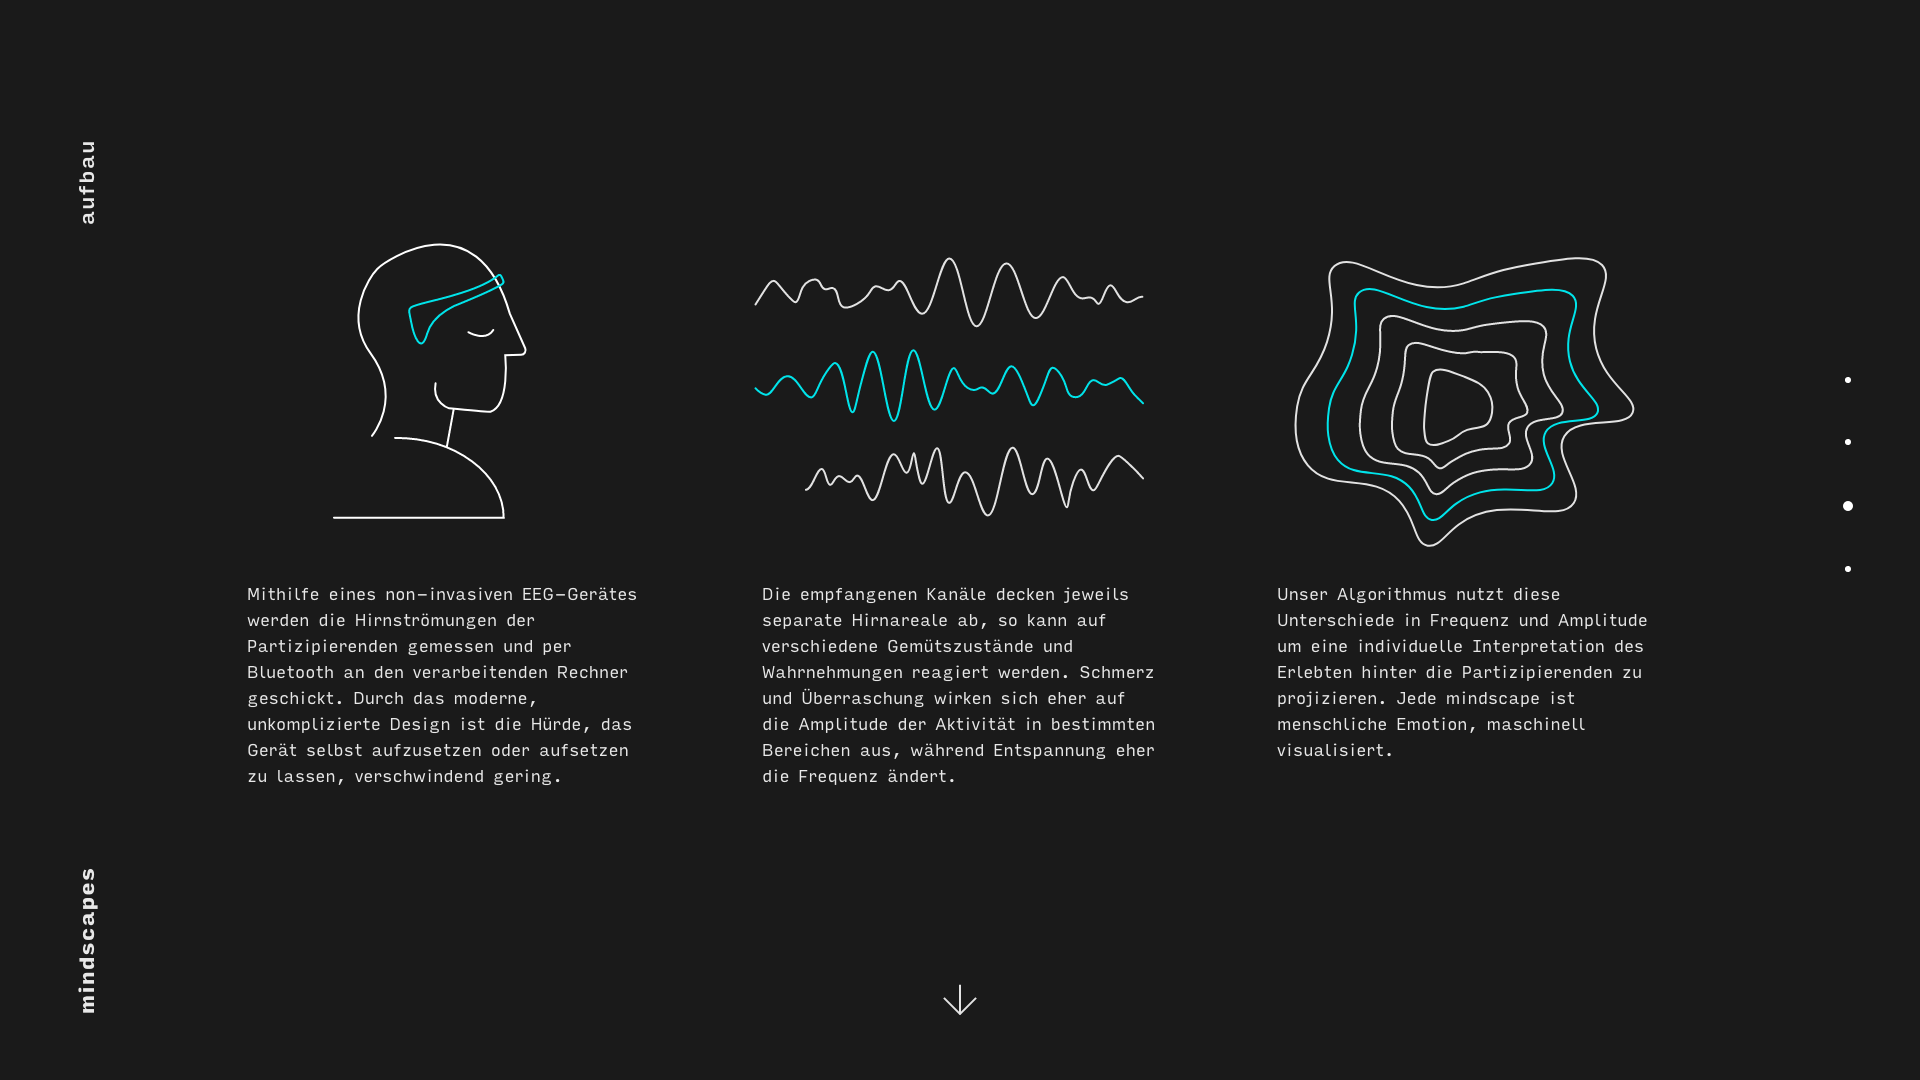 aufbau
Mithilfe eines non-invasiven EEG-Gerätes
werden die Hirnströmungen der
Partizipierenden gemessen und per
Bluetooth an den verarbeitenden Rechner
geschickt. Durch das moderne,
unkomplizierte Design ist die Hürde, das
Gerät selbst aufzusetzen oder aufsetzen
zu lassen, verschwindend gering.
Die empfangenen Kanäle decken jeweils
separate Hirnareale ab, so kann auf
verschiedene Gemütszustände und
Wahrnehmungen reagiert werden. Schmerz
und Überraschung wirken sich eher auf
die Amplitude der Aktivität in bestimmten
Bereichen aus, während Entspannung eher
die Frequenz ändert.
Unser Algorithmus nutzt diese
Unterschiede in Frequenz und Amplitude
um eine individuelle Interpretation des
Erlebten hinter die Partizipierenden zu
projizieren. Jede mindscape ist
menschliche Emotion, maschinell
visualisiert.
mindscapes